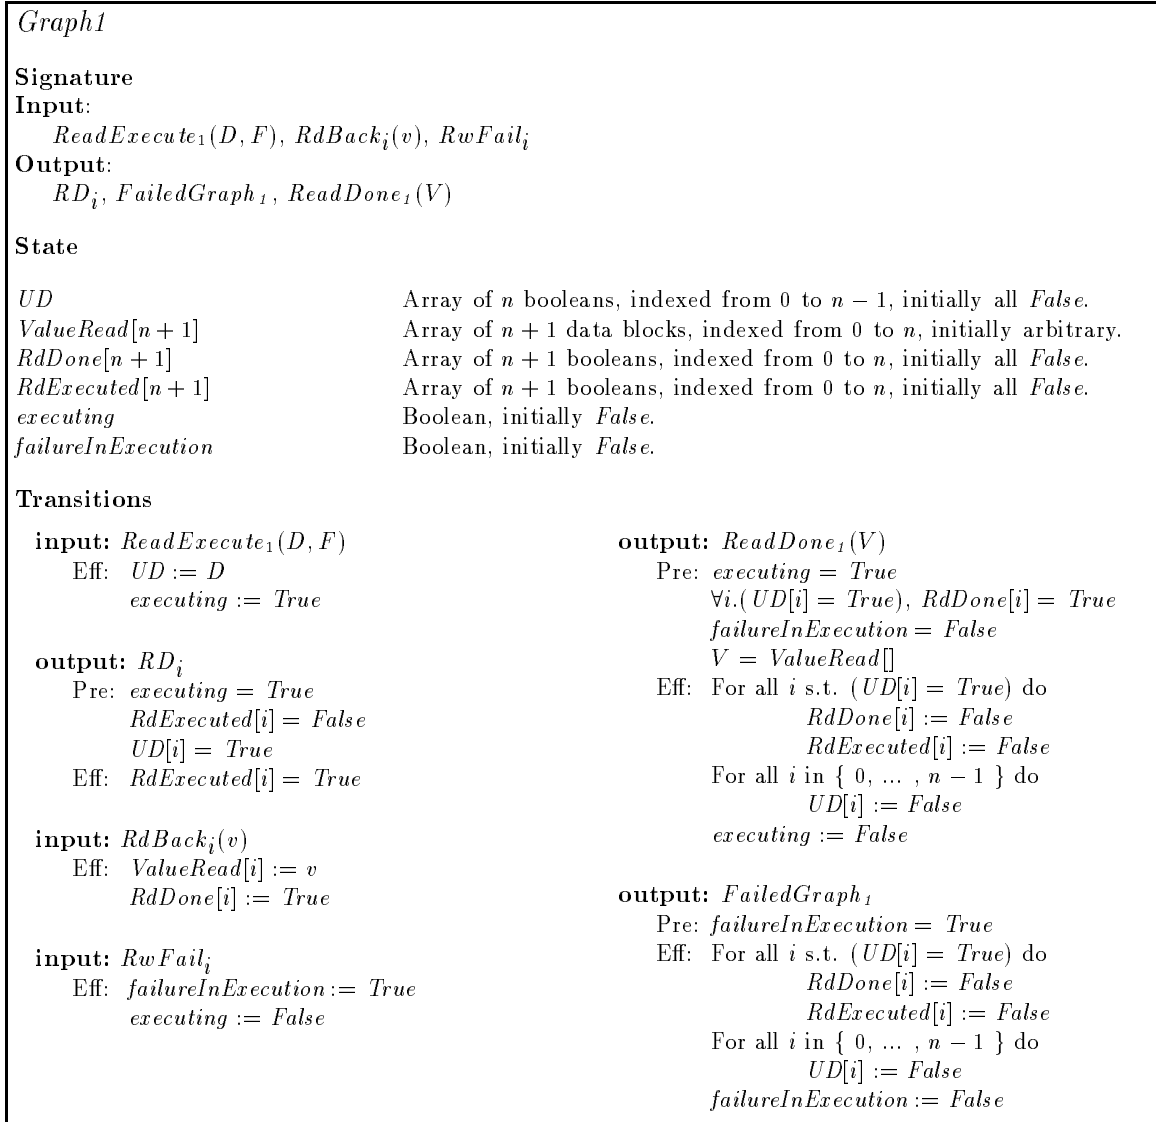 Graph1
Signature
Input:
ReadExecute₁(D, F), RdBackᵢ(v), RwFailᵢ
Output:
RDᵢ, FailedGraph₁, ReadDone₁(V)
State
UD Array of n booleans, indexed from 0 to n − 1, initially all False.
ValueRead[n + 1] Array of n + 1 data blocks, indexed from 0 to n, initially arbitrary.
RdDone[n + 1] Array of n + 1 booleans, indexed from 0 to n, initially all False.
RdExecuted[n + 1] Array of n + 1 booleans, indexed from 0 to n, initially all False.
executing Boolean, initially False.
failureInExecution Boolean, initially False.
Transitions
input: ReadExecute₁(D, F)
Eff: UD := D
executing := True
output: RDᵢ
Pre: executing = True
RdExecuted[i] = False
UD[i] = True
Eff: RdExecuted[i] = True
input: RdBackᵢ(v)
Eff: ValueRead[i] := v
RdDone[i] := True
input: RwFailᵢ
Eff: failureInExecution := True
executing := False
output: ReadDone₁(V)
Pre: executing = True
∀i.(UD[i] = True), RdDone[i] = True
failureInExecution = False
V = ValueRead[]
Eff: For all i s.t. (UD[i] = True) do
RdDone[i] := False
RdExecuted[i] := False
For all i in { 0, ... , n − 1 } do
UD[i] := False
executing := False
output: FailedGraph₁
Pre: failureInExecution = True
Eff: For all i s.t. (UD[i] = True) do
RdDone[i] := False
RdExecuted[i] := False
For all i in { 0, ... , n − 1 } do
UD[i] := False
failureInExecution := False